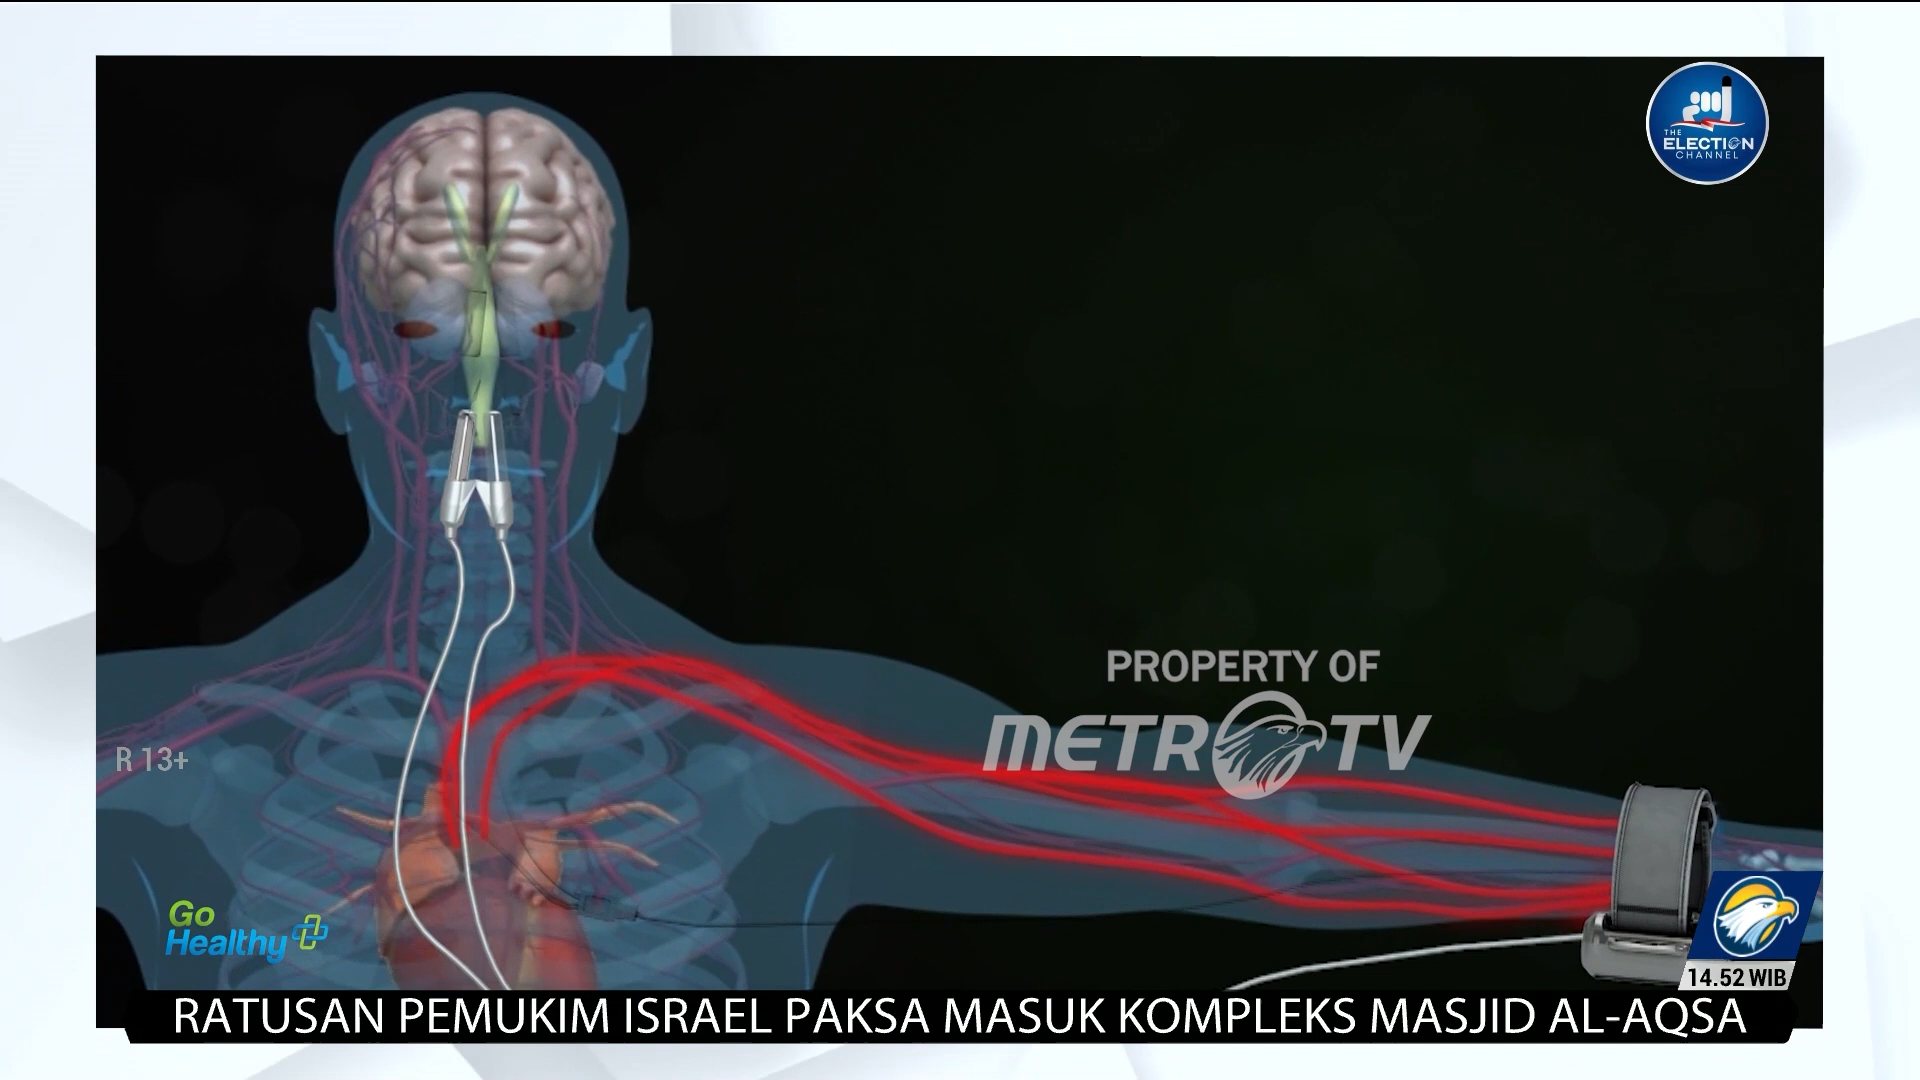 THE
ELECTION
CHANNEL
PROPERTY OF
METRO TV
R 13+
Go
Healthy
14.52 WIB
RATUSAN PEMUKIM ISRAEL PAKSA MASUK KOMPLEKS MASJID AL-AQSA